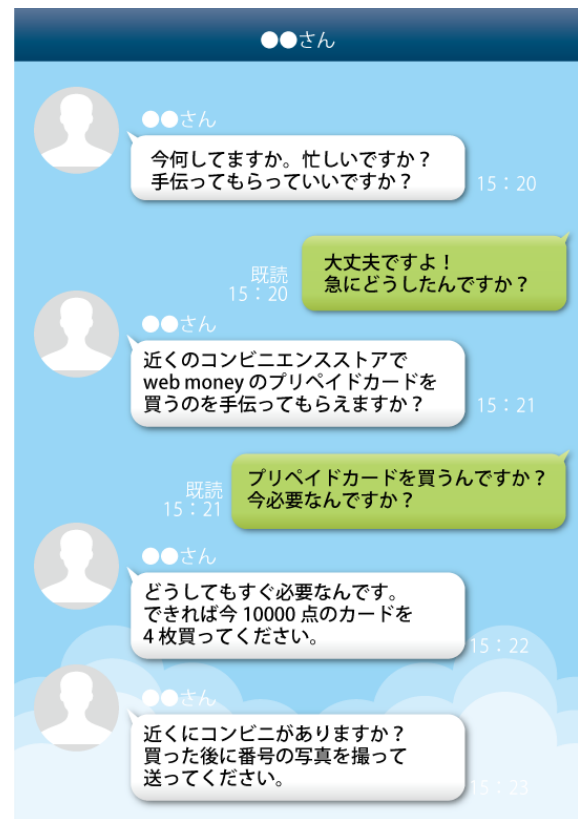 ●●さん
●●さん
今何してますか。忙しいですか？
手伝ってもらっていいですか？
15：20
大丈夫ですよ！
急にどうしたんですか？
既読
15：20
●●さん
近くのコンビニエンスストアで
web moneyのプリペイドカードを
買うのを手伝ってもらえますか？
15：21
プリペイドカードを買うんですか？
今必要なんですか？
既読
15：21
●●さん
どうしてもすぐ必要なんです。
できれば今10000点のカードを
4枚買ってください。
15：22
●●さん
近くにコンビニがありますか？
買った後に番号の写真を撮って
送ってください。
15：23